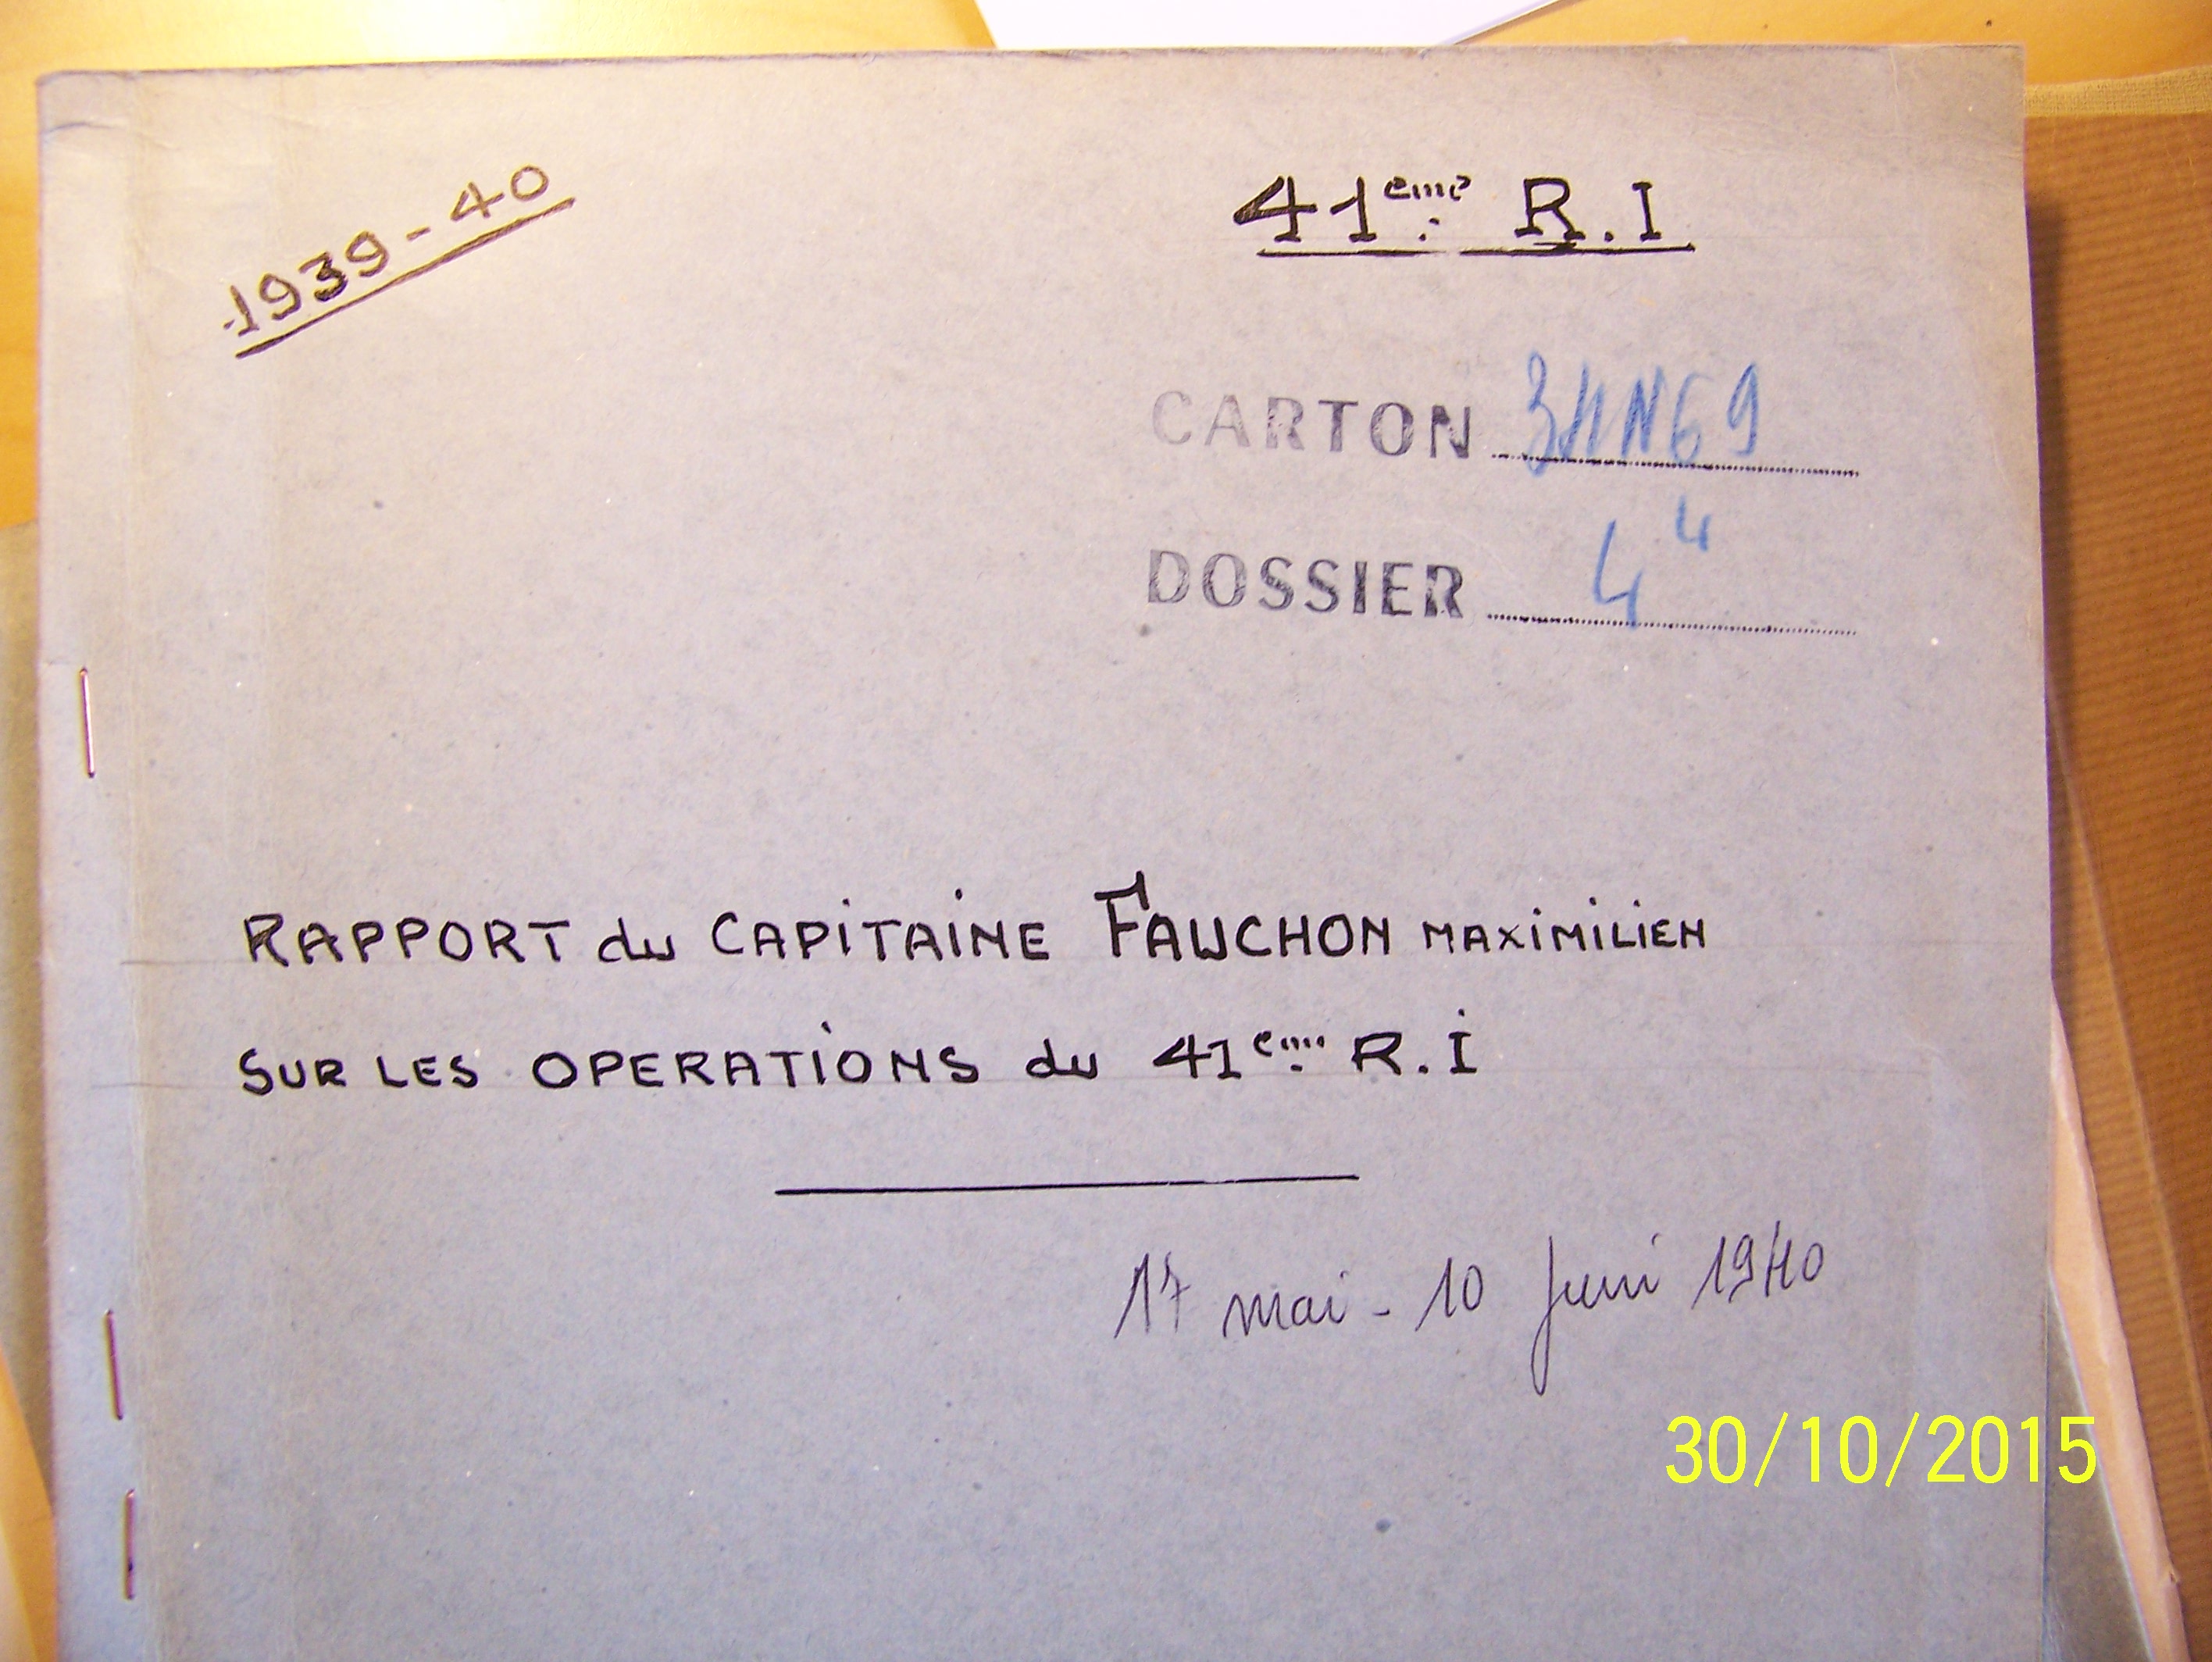 1939-40
41ème R.I
CARTON 34N69
DOSSIER 4 4
RAPPORT du CAPITAINE FAUCHON MAXIMILIEN
SUR LES OPERATIONS du 41ème R.I
17 mai - 10 Juin 1940
30/10/2015